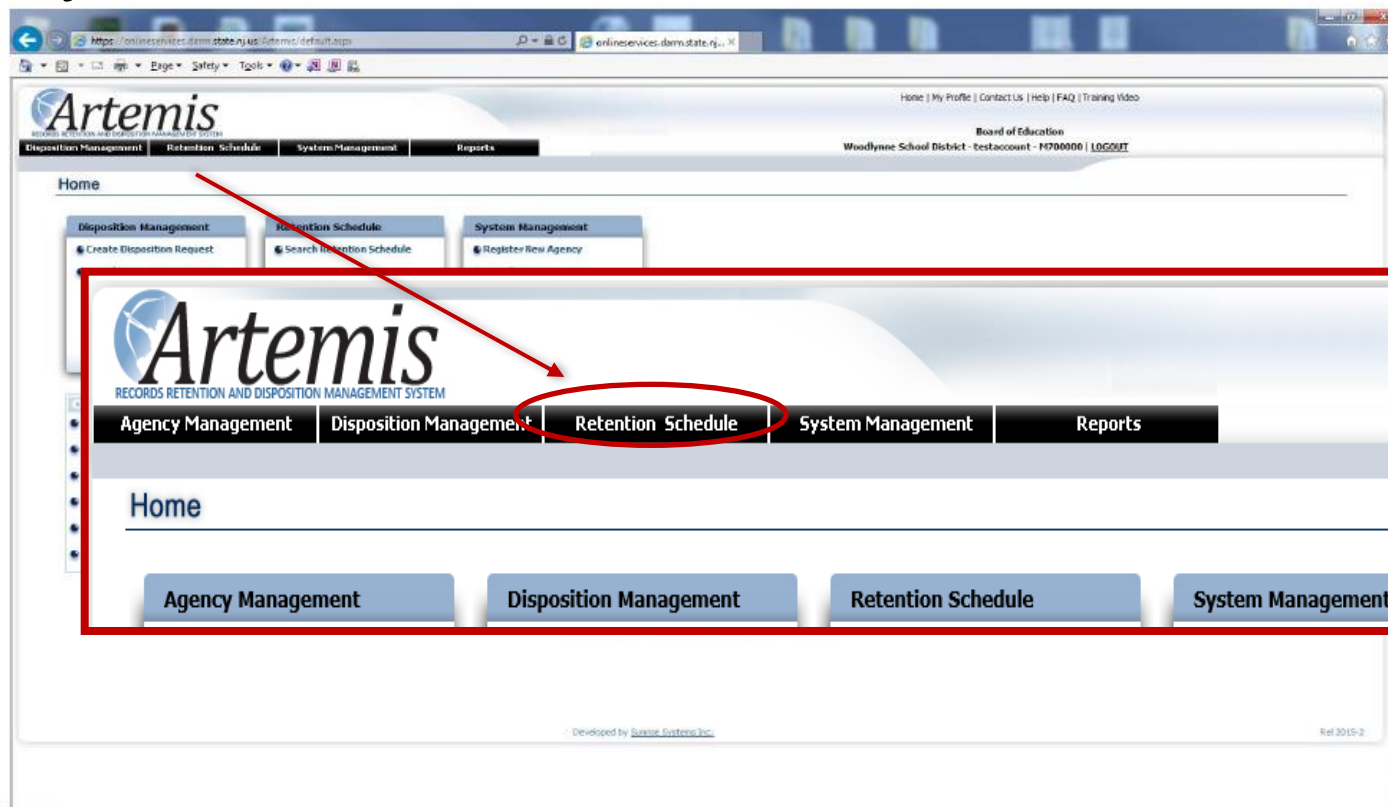 https://onlineservices.darm.state.nj.us/Artemis/default.aspx
onlineservices.darm.state.nj...
Page Safety Tools
Artemis
RECORDS RETENTION AND DISPOSITION MANAGEMENT SYSTEM
Home | My Profile | Contact Us | Help | FAQ | Training Video
Board of Education
Woodlynne School District - testaccount - M700000 | LOGOUT
Disposition Management Retention Schedule System Management Reports
Home
Disposition Management Retention Schedule System Management
Create Disposition Request Search Retention Schedule Register New Agency
Artemis
RECORDS RETENTION AND DISPOSITION MANAGEMENT SYSTEM
Agency Management Disposition Management Retention Schedule System Management Reports
Home
Agency Management Disposition Management Retention Schedule System Management
Developed by Sunrise Systems Inc.
Rel 2015-2